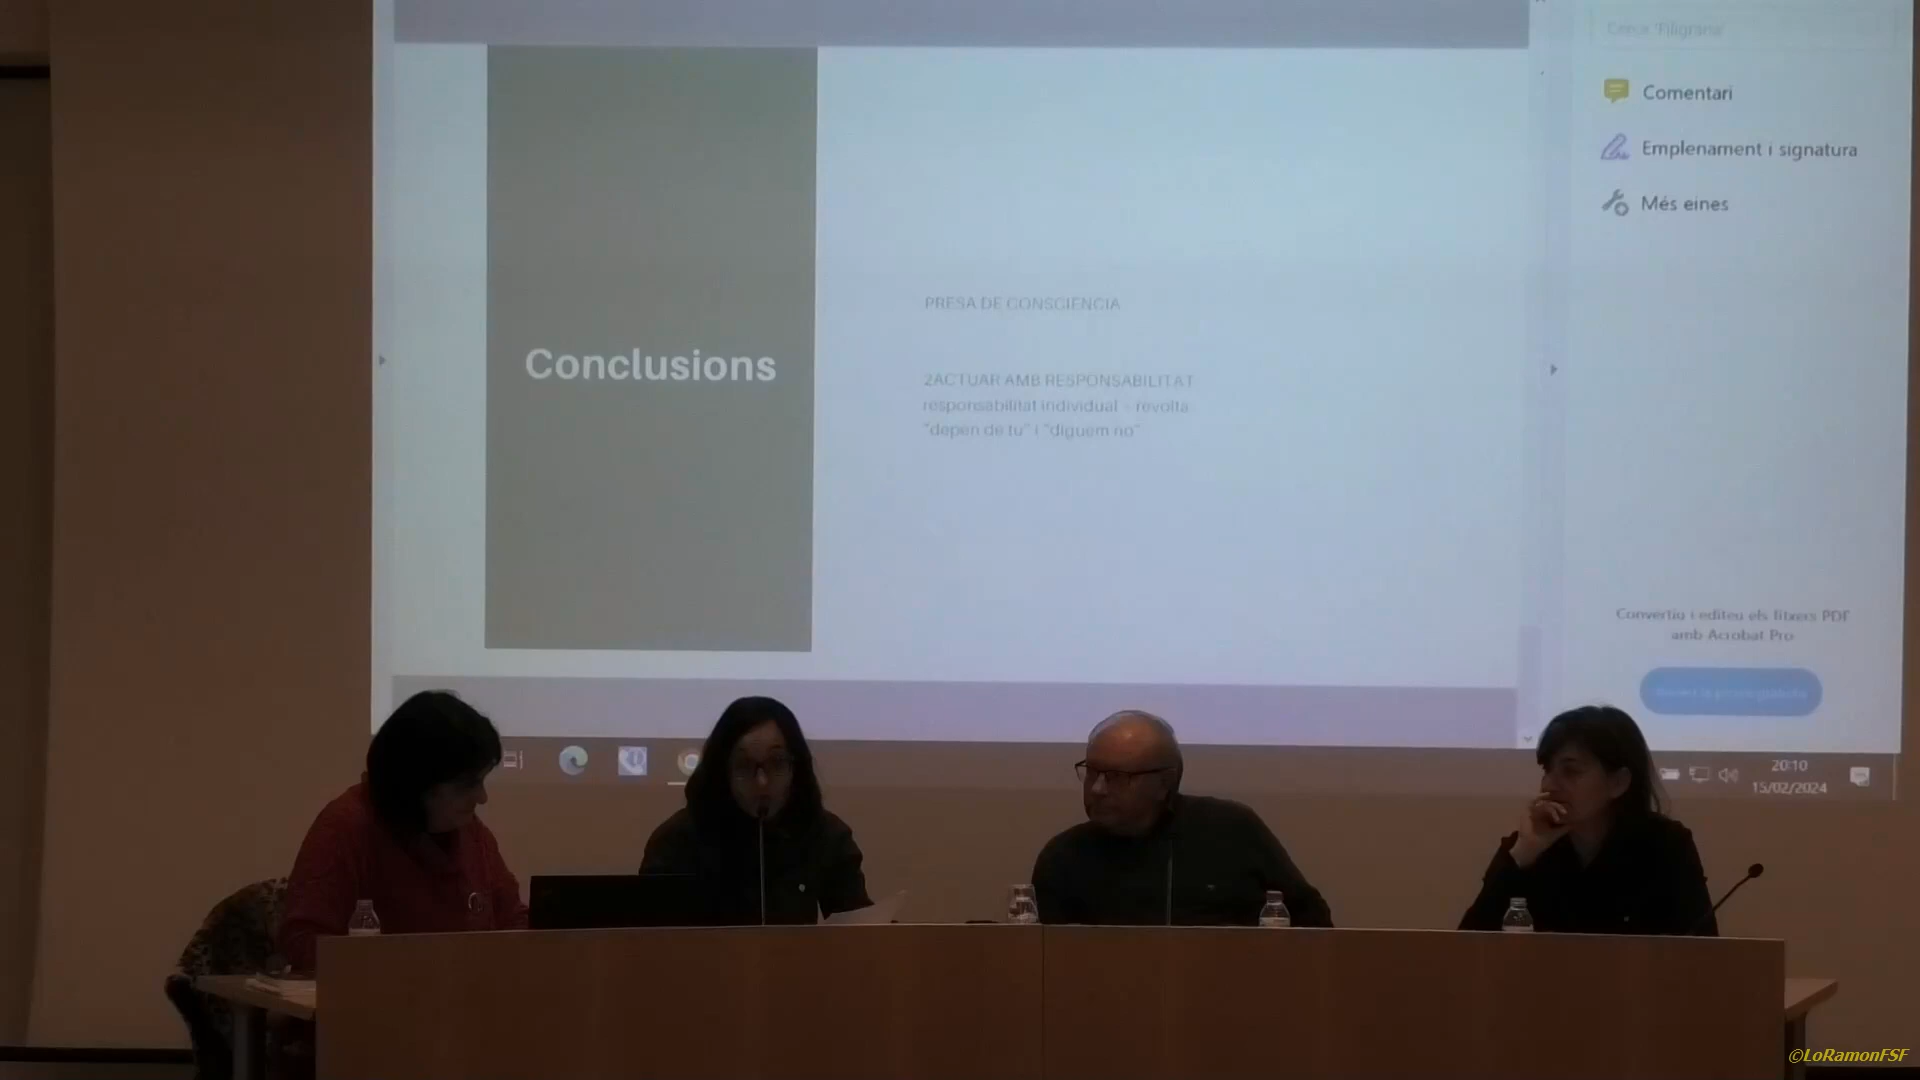 Comentari
Emplenament i signatura
Més eines
Conclusions
PRESA DE CONSCIENCIA
2ACTUAR AMB RESPONSABILITAT
responsabilitat individual - revolta
"depen de tu" i "diguem no"
Convertiu i editeu els fitxers PDF
amb Acrobat Pro
20:10
15/02/2024
©LoRamonFSF